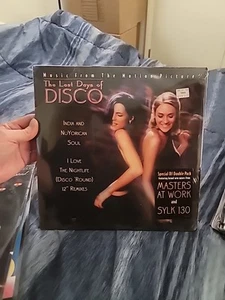 Music From The Motion Picture
The Last Days of
DISCO
India and
NuYorican
Soul
I Love
The Nightlife
(Disco 'Round)
12" Remixes
Special DJ Double Pack
MASTERS
AT WORK
and
SYLK 130